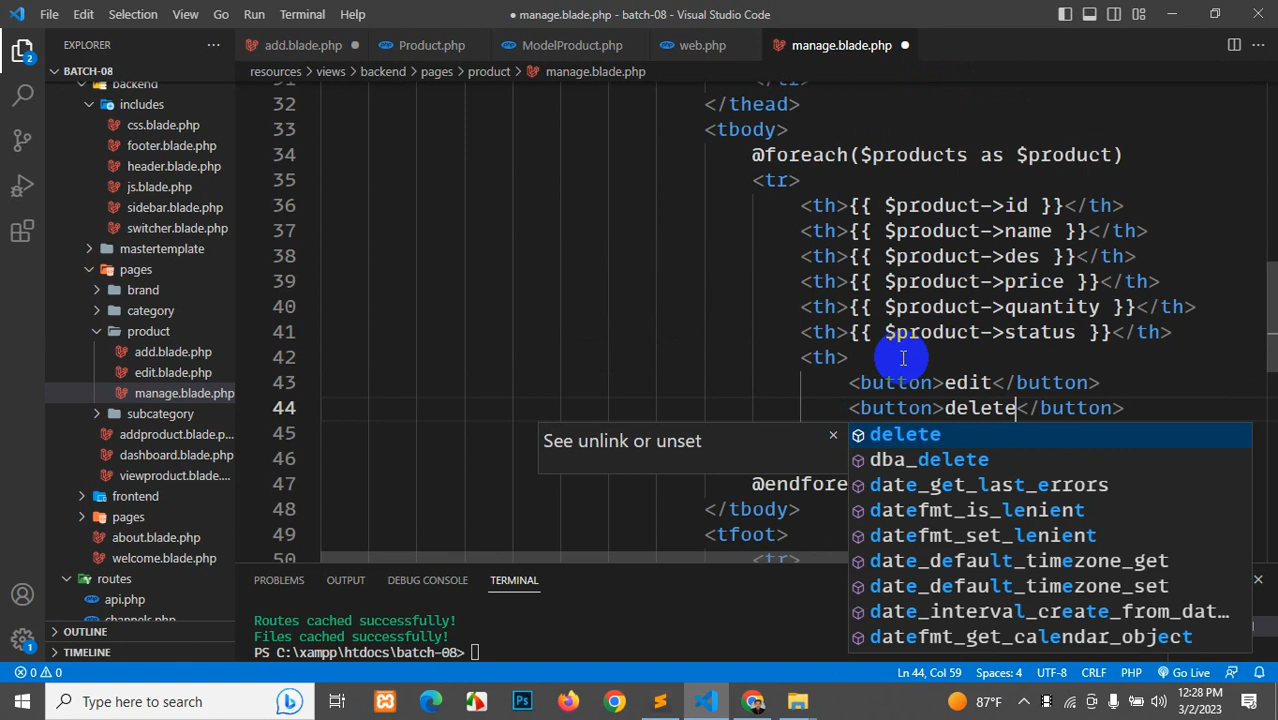 File Edit Selection View Go Run Terminal Help
● manage.blade.php - batch-08 - Visual Studio Code
EXPLORER
add.blade.php
Product.php
ModelProduct.php
web.php
manage.blade.php
BATCH-08
resources > views > backend > pages > product > manage.blade.php
backend
includes
css.blade.php
footer.blade.php
header.blade.php
js.blade.php
sidebar.blade.php
switcher.blade.php
mastertemplate
pages
brand
category
product
add.blade.php
edit.blade.php
manage.blade.php
subcategory
addproduct.blade.p...
dashboard.blade.php
viewproduct.blade....
frontend
pages
about.blade.php
welcome.blade.php
routes
api.php
channels.php
OUTLINE
TIMELINE
31 </tr>
32 </thead>
33 <tbody>
34 @foreach($products as $product)
35 <tr>
36 <th>{{ $product->id }}</th>
37 <th>{{ $product->name }}</th>
38 <th>{{ $product->des }}</th>
39 <th>{{ $product->price }}</th>
40 <th>{{ $product->quantity }}</th>
41 <th>{{ $product->status }}</th>
42 <th>
43 <button>edit</button>
44 <button>delete</button>
45
46
47 @endfore
48 </tbody>
49 <tfoot>
50 <tr>
See unlink or unset
delete
dba_delete
date_get_last_errors
datefmt_is_lenient
datefmt_set_lenient
date_default_timezone_get
date_default_timezone_set
date_interval_create_from_dat...
datefmt_get_calendar_object
PROBLEMS OUTPUT DEBUG CONSOLE TERMINAL
Routes cached successfully!
Files cached successfully!
PS C:\xampp\htdocs\batch-08>
0 0
Ln 44, Col 59 Spaces: 4 UTF-8 CRLF PHP Go Live
Type here to search
87°F
12:28 PM
3/2/2023